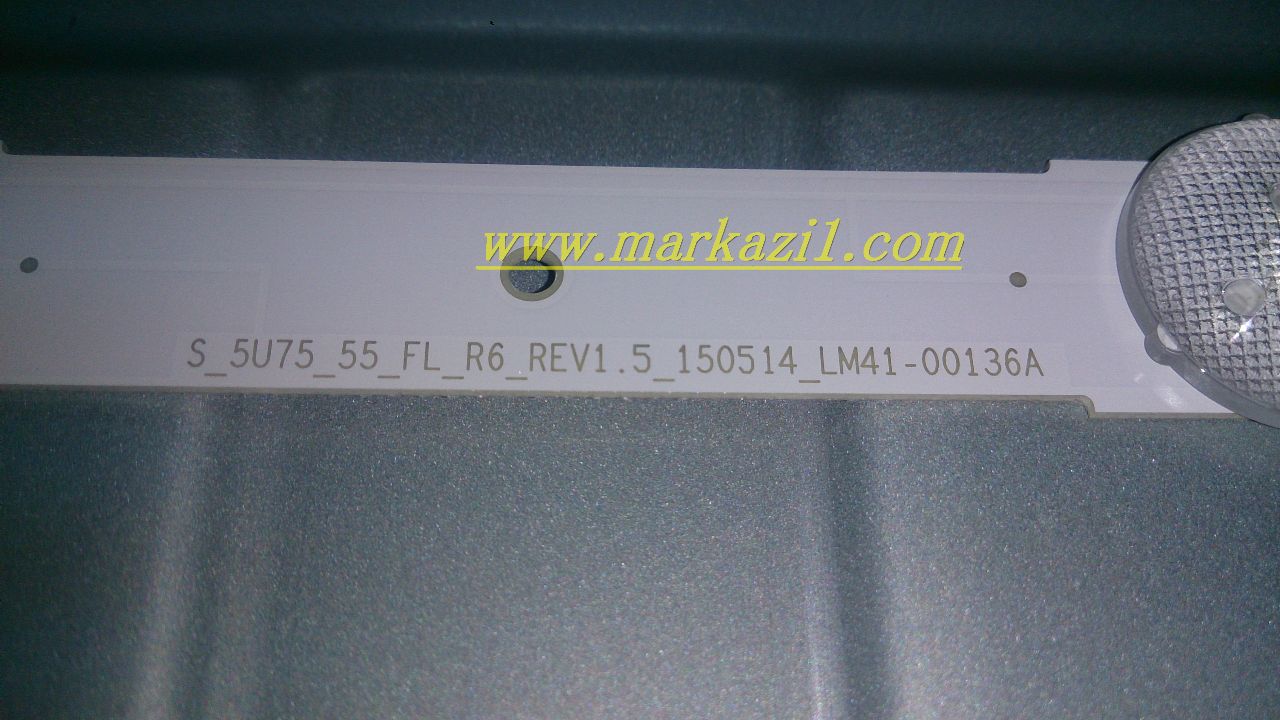 www.markazi1.com
S_5U75_55_FL_R6_REV1.5_150514_LM41-00136A